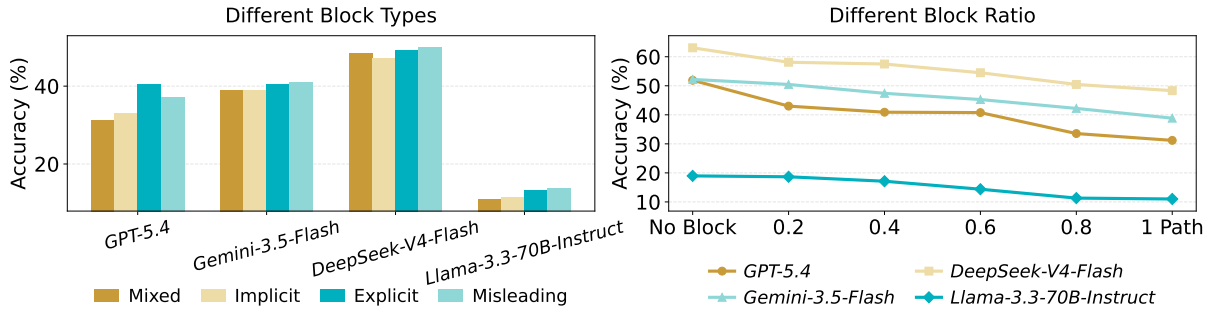 Different Block Types
Accuracy (%)
40
20
GPT-5.4
Gemini-3.5-Flash
DeepSeek-V4-Flash
Llama-3.3-70B-Instruct
Mixed
Implicit
Explicit
Misleading
Different Block Ratio
Accuracy (%)
60
50
40
30
20
10
No Block
0.2
0.4
0.6
0.8
1 Path
GPT-5.4
DeepSeek-V4-Flash
Gemini-3.5-Flash
Llama-3.3-70B-Instruct